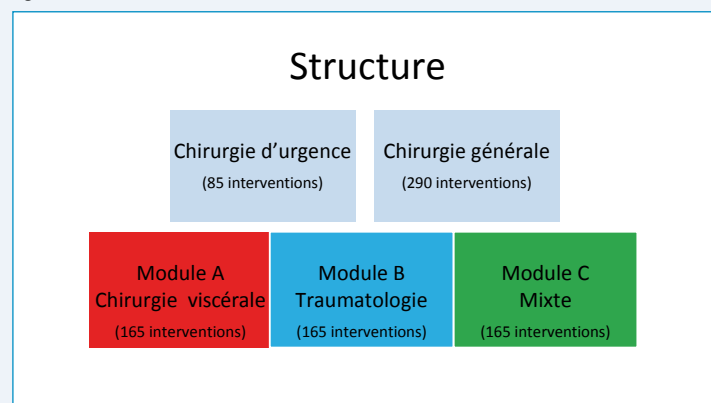 Structure
Chirurgie d’urgence
(85 interventions)
Chirurgie générale
(290 interventions)
Module A
Chirurgie viscérale
(165 interventions)
Module B
Traumatologie
(165 interventions)
Module C
Mixte
(165 interventions)